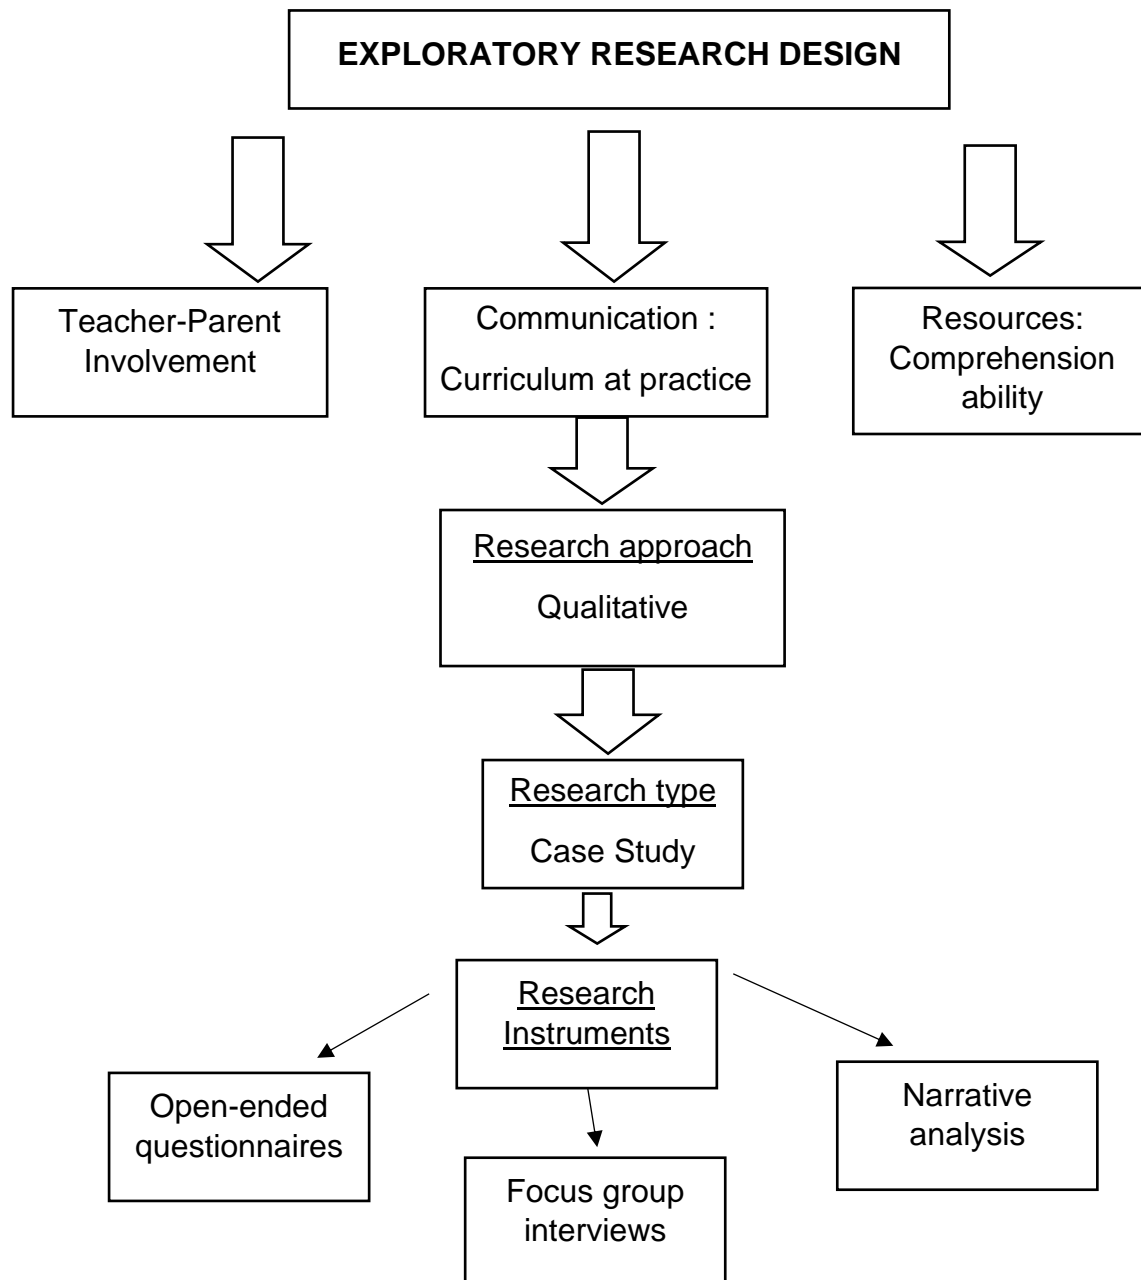 EXPLORATORY RESEARCH DESIGN
Teacher-Parent
Involvement
Communication :
Curriculum at practice
Resources:
Comprehension
ability
Research approach
Qualitative
Research type
Case Study
Research
Instruments
Open-ended
questionnaires
Focus group
interviews
Narrative
analysis